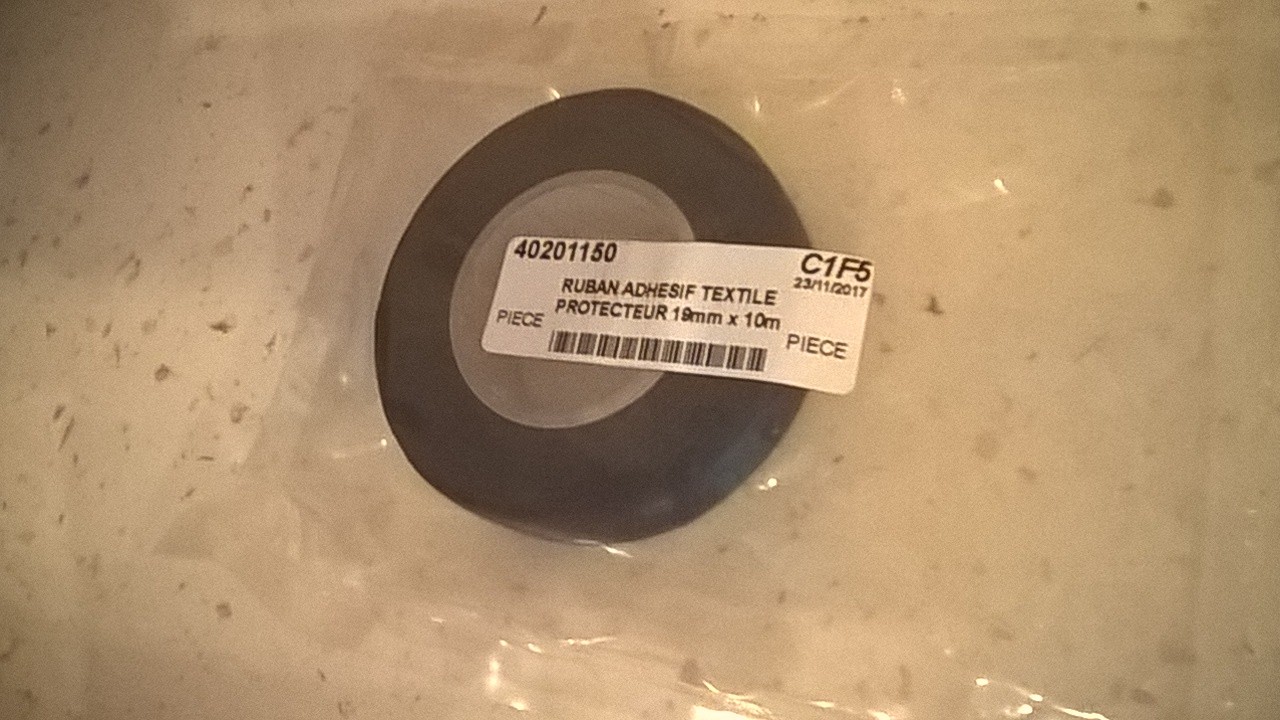 40201150
C1F5
23/11/2017
RUBAN ADHESIF TEXTILE
PROTECTEUR 19mm x 10m
PIECE
PIECE